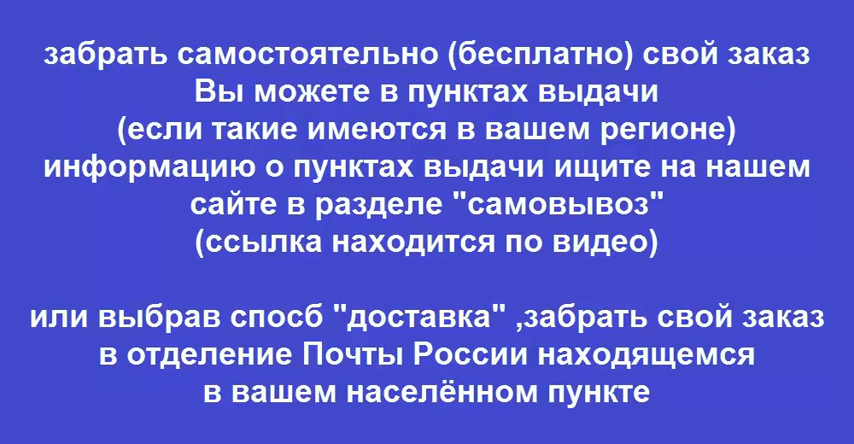 забрать самостоятельно (бесплатно) свой заказ
Вы можете в пунктах выдачи
(если такие имеются в вашем регионе)
информацию о пунктах выдачи ищите на нашем
сайте в разделе "самовывоз"
(ссылка находится по видео)
или выбрав спосб "доставка" ,забрать свой заказ
в отделение Почты России находящемся
в вашем населённом пункте